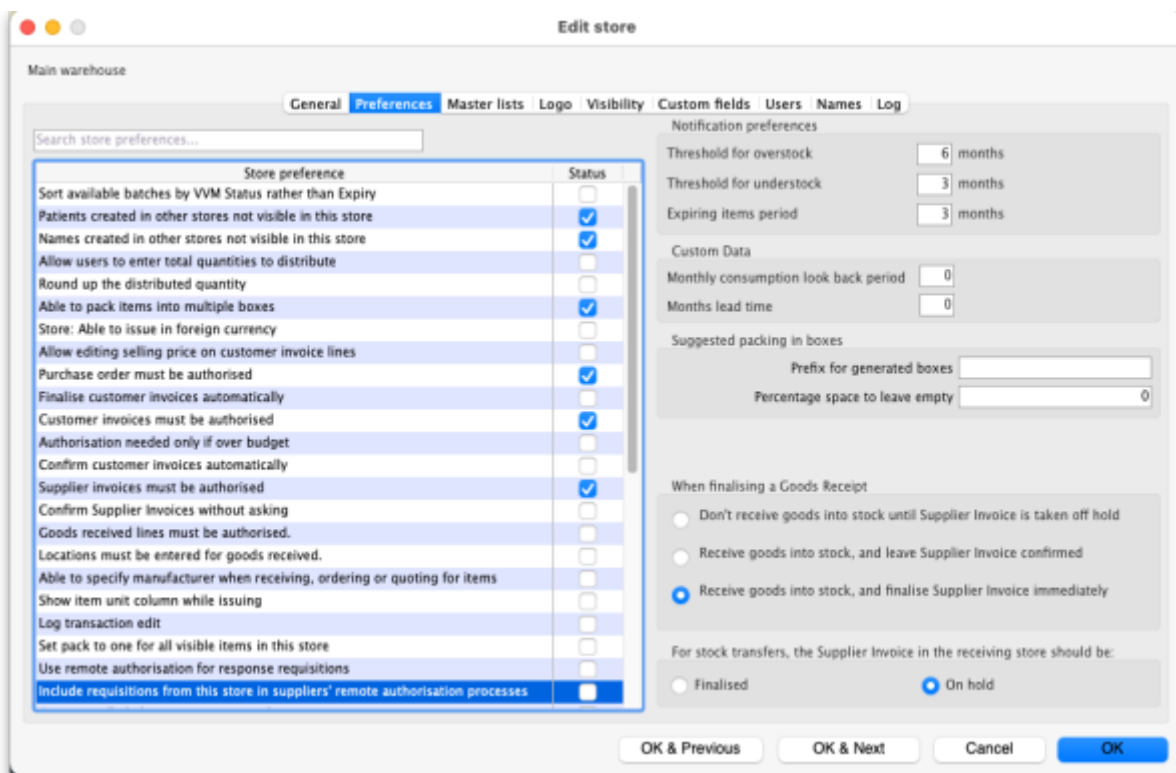 Edit store
Main warehouse
General Preferences Master lists Logo Visibility Custom fields Users Names Log
Search store preferences...
Store preference Status
Sort available batches by VVM Status rather than Expiry
Patients created in other stores not visible in this store
Names created in other stores not visible in this store
Allow users to enter total quantities to distribute
Round up the distributed quantity
Able to pack items into multiple boxes
Store: Able to issue in foreign currency
Allow editing selling price on customer invoice lines
Purchase order must be authorised
Finalise customer invoices automatically
Customer invoices must be authorised
Authorisation needed only if over budget
Confirm customer invoices automatically
Supplier invoices must be authorised
Confirm Supplier Invoices without asking
Goods received lines must be authorised.
Locations must be entered for goods received.
Able to specify manufacturer when receiving, ordering or quoting for items
Show item unit column while issuing
Log transaction edit
Set pack to one for all visible items in this store
Use remote authorisation for response requisitions
Include requisitions from this store in suppliers' remote authorisation processes
Notification preferences
Threshold for overstock 6 months
Threshold for understock 3 months
Expiring items period 3 months
Custom Data
Monthly consumption look back period 0
Months lead time 0
Suggested packing in boxes
Prefix for generated boxes
Percentage space to leave empty 0
When finalising a Goods Receipt
Don't receive goods into stock until Supplier Invoice is taken off hold
Receive goods into stock, and leave Supplier Invoice confirmed
Receive goods into stock, and finalise Supplier Invoice immediately
For stock transfers, the Supplier Invoice in the receiving store should be:
Finalised On hold
OK & Previous OK & Next Cancel OK